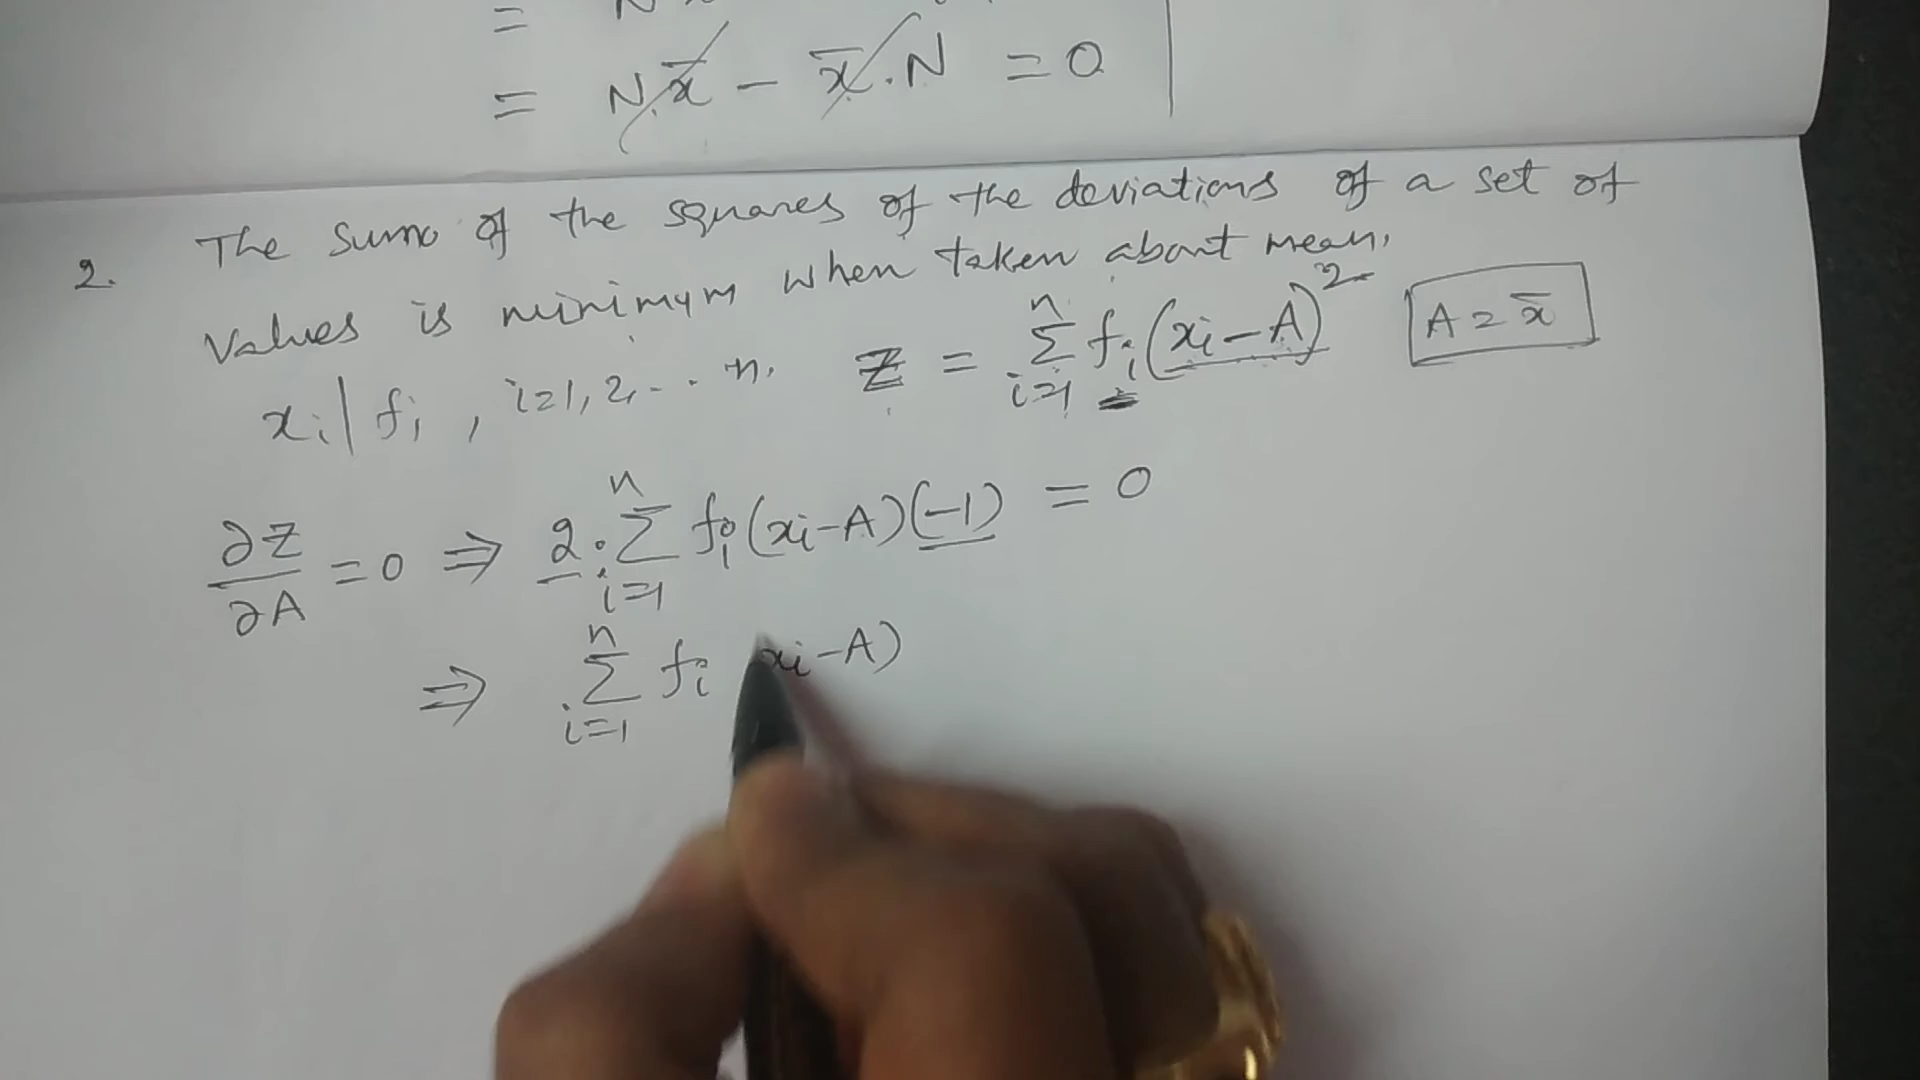 = N
= N.x̄ - x̄.N = 0
2. The sum of the squares of the deviations of a set of
values is minimum when taken about mean.
xi | fi , i=1, 2, . . n. Z = Σ_{i=1}^{n} fi (xi - A)² A = x̄
∂Z/∂A = 0 ⇒ 2. Σ_{i=1}^{n} fi (xi - A)(-1) = 0
⇒ Σ_{i=1}^{n} fi (xi - A)